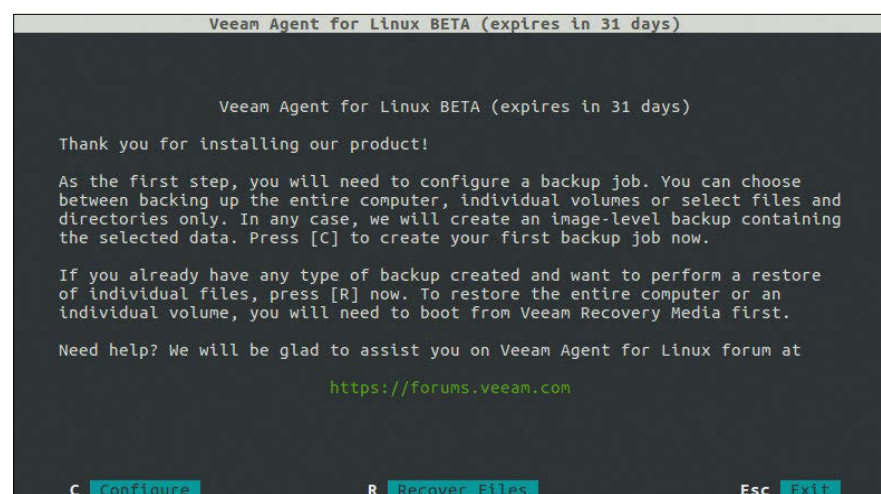 Veeam Agent for Linux BETA (expires in 31 days)
Veeam Agent for Linux BETA (expires in 31 days)
Thank you for installing our product!
As the first step, you will need to configure a backup job. You can choose
between backing up the entire computer, individual volumes or select files and
directories only. In any case, we will create an image-level backup containing
the selected data. Press [C] to create your first backup job now.
If you already have any type of backup created and want to perform a restore
of individual files, press [R] now. To restore the entire computer or an
individual volume, you will need to boot from Veeam Recovery Media first.
Need help? We will be glad to assist you on Veeam Agent for Linux forum at
https://forums.veeam.com
C Configure R Recover Files Esc Exit